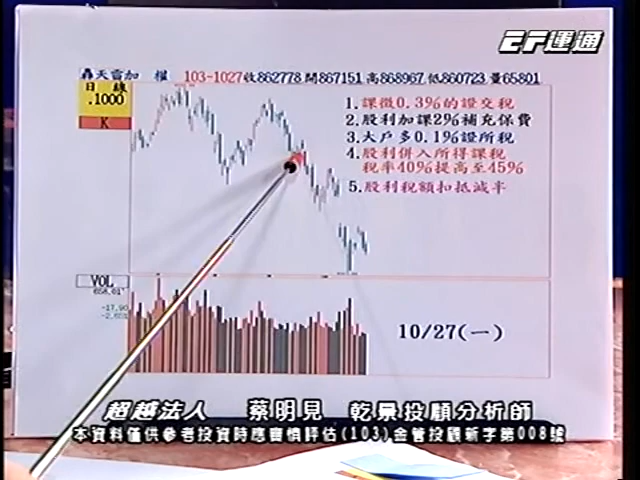 EF運通
轟天雷加 權 103-1027收862778開867151高868967低860723量65801
日 線
.1000
K
1.課徵0.3%的證交稅
2.股利加課2%補充保費
3.大戶多0.1%證所稅
4.股利併入所得課稅
稅率40%提高至45%
5.股利稅額扣抵減半
VOL
10/27(一)
超越法人 蔡明見 乾景投顧分析師
本資料僅供參考投資時應審慎評估(103)金管投顧新字第008號